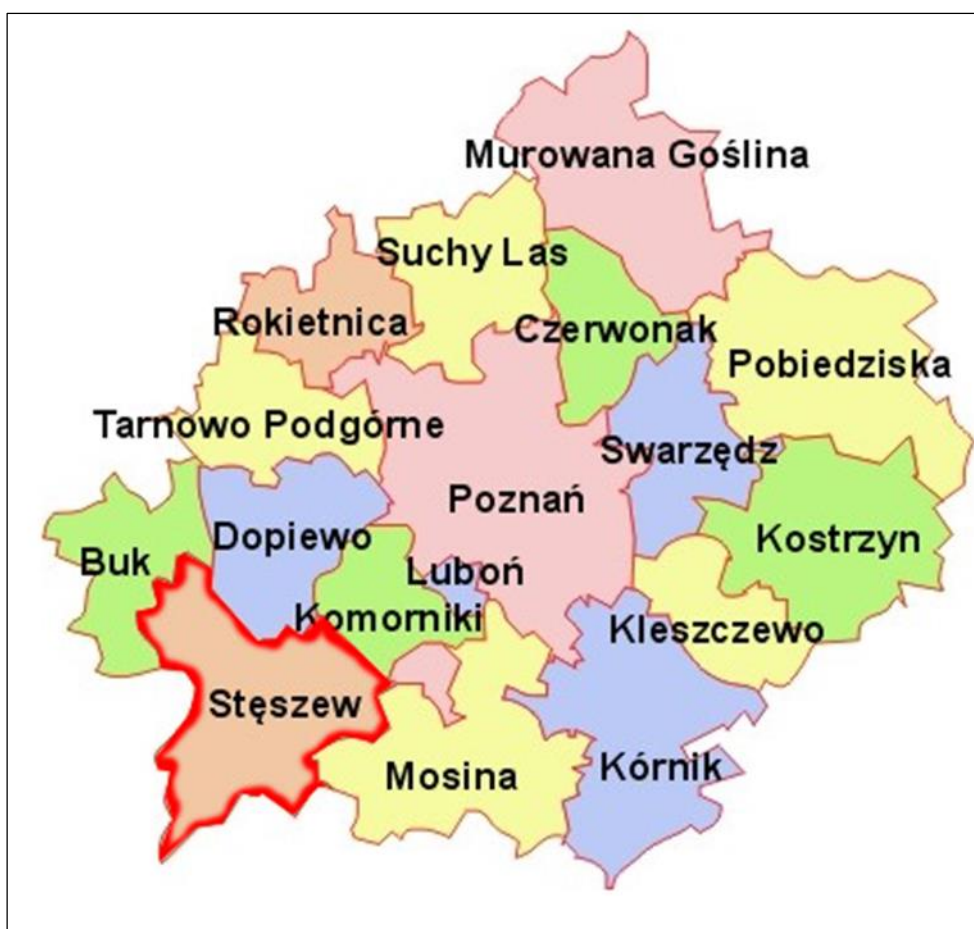 Murowana Goślina
Suchy Las
Rokietnica
Czerwonak
Pobiedziska
Tarnowo Podgórne
Swarzędz
Poznań
Dopiewo
Kostrzyn
Buk
Luboń
Komorniki
Kleszczewo
Stęszew
Mosina
Kórnik